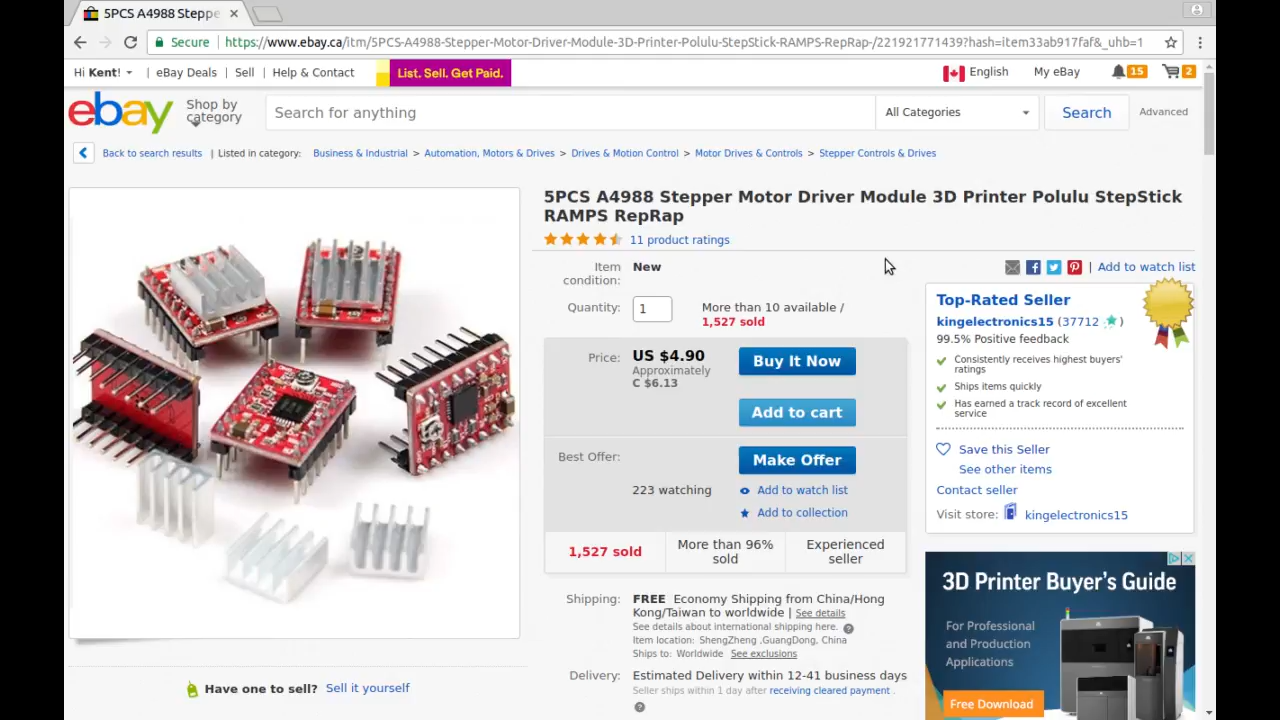 5PCS A4988 Steppe
Secure
https://www.ebay.ca/itm/5PCS-A4988-Stepper-Motor-Driver-Module-3D-Printer-Polulu-StepStick-RAMPS-RepRap-/221921771439?hash=item33ab917faf&_uhb=1
Hi Kent! | eBay Deals | Sell | Help & Contact
List. Sell. Get Paid.
English My eBay 15 2
ebay
Shop by
category
Search for anything
All Categories
Search
Advanced
Back to search results | Listed in category: Business & Industrial > Automation, Motors & Drives > Drives & Motion Control > Motor Drives & Controls > Stepper Controls & Drives
5PCS A4988 Stepper Motor Driver Module 3D Printer Polulu StepStick
RAMPS RepRap
11 product ratings
Item
condition:
New
Quantity:
1
More than 10 available /
1,527 sold
Price:
US $4.90
Approximately
C $6.13
Buy It Now
Add to cart
Best Offer:
Make Offer
223 watching
Add to watch list
Add to collection
1,527 sold
More than 96%
sold
Experienced
seller
Shipping:
FREE Economy Shipping from China/Hong
Kong/Taiwan to worldwide | See details
See details about international shipping here. ?
Item location: ShengZheng ,GuangDong, China
Ships to: Worldwide See exclusions
Delivery:
Estimated Delivery within 12-41 business days
Seller ships within 1 day after receiving cleared payment .
?
Have one to sell? Sell it yourself
| Add to watch list
Top-Rated Seller
kingelectronics15 (37712 )
99.5% Positive feedback
Consistently receives highest buyers'
ratings
Ships items quickly
Has earned a track record of excellent
service
Save this Seller
See other items
Contact seller
Visit store: kingelectronics15
3D Printer Buyer's Guide
For Professional
and Production
Applications
Free Download